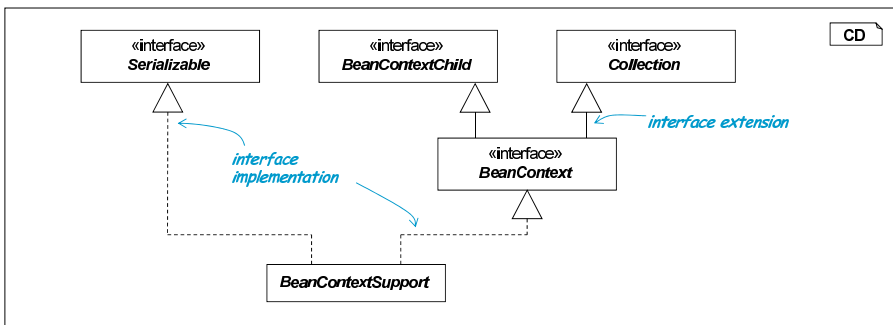 CD
«interface»
Serializable
«interface»
BeanContextChild
«interface»
Collection
interface extension
interface
implementation
«interface»
BeanContext
BeanContextSupport